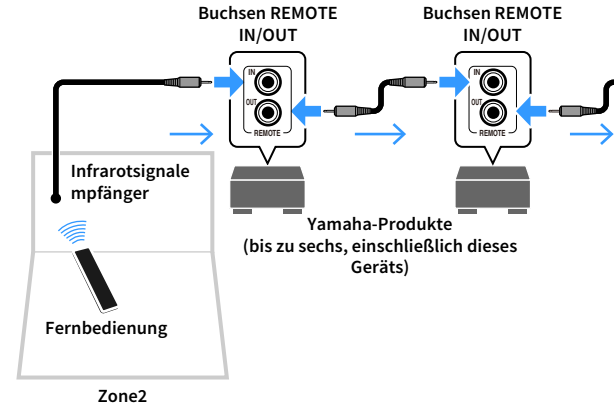 Buchsen REMOTE
IN/OUT
Buchsen REMOTE
IN/OUT
IN
OUT
REMOTE
IN
OUT
REMOTE
Infrarotsignale
mpfänger
Yamaha-Produkte
(bis zu sechs, einschließlich dieses
Geräts)
Fernbedienung
Zone2